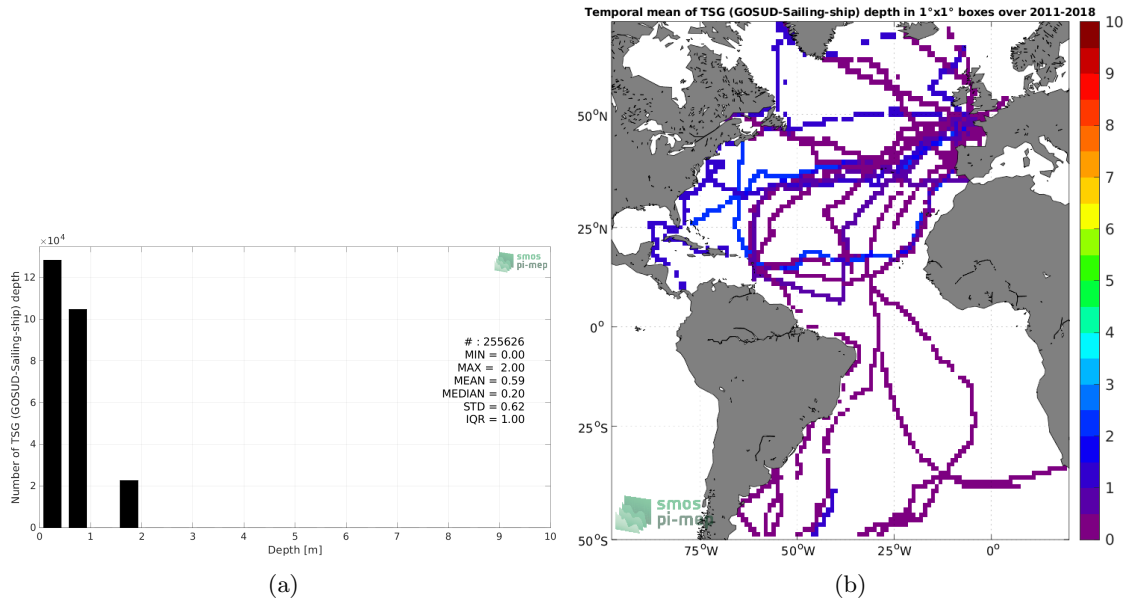 ×10⁴
12
10
8
6
4
2
0
Number of TSG (GOSUD-Sailing-ship) depth
smos
pi-mep
# : 255626
MIN = 0.00
MAX = 2.00
MEAN = 0.59
MEDIAN = 0.20
STD = 0.62
IQR = 1.00
0 1 2 3 4 5 6 7 8 9 10
Depth [m]
(a)
Temporal mean of TSG (GOSUD-Sailing-ship) depth in 1°x1° boxes over 2011-2018
50°N
25°N
0°
25°S
50°S
75°W 50°W 25°W 0°
smos
pi-mep
10
9
8
7
6
5
4
3
2
1
0
(b)